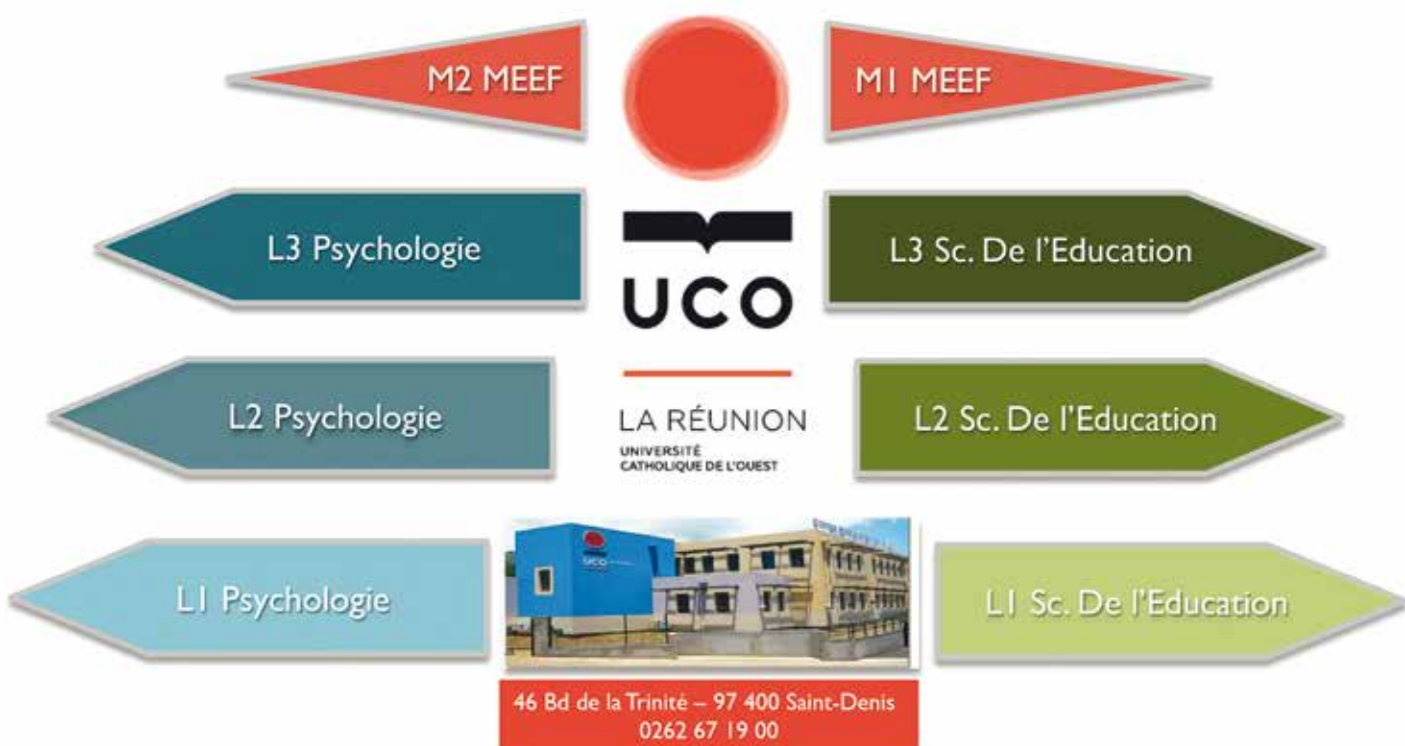 M2 MEEF
M1 MEEF
L3 Psychologie
L3 Sc. De l'Education
UCO
L2 Psychologie
LA RÉUNION
L2 Sc. De l'Education
UNIVERSITÉ
CATHOLIQUE DE L'OUEST
UCO
L1 Psychologie
L1 Sc. De l'Education
46 Bd de la Trinité – 97 400 Saint-Denis
0262 67 19 00